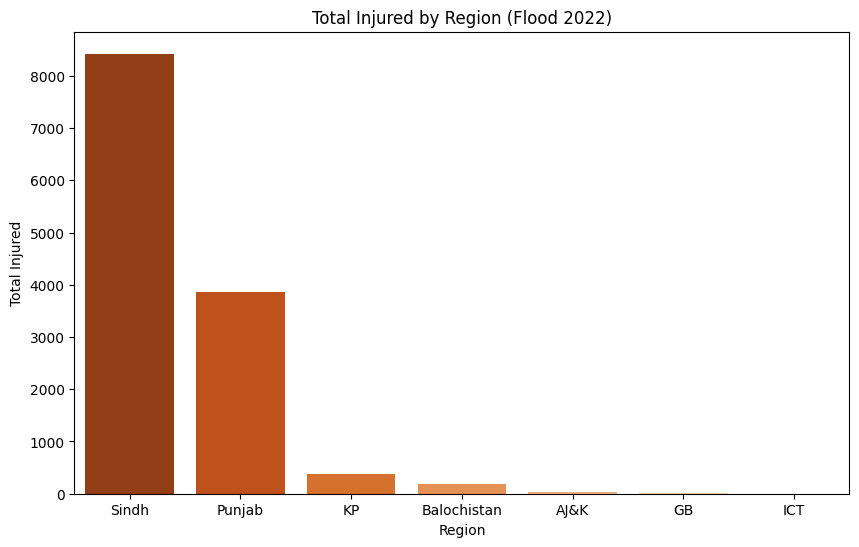 Total Injured by Region (Flood 2022)
Total Injured
8000
7000
6000
5000
4000
3000
2000
1000
0
Sindh Punjab KP Balochistan AJ&K GB ICT
Region